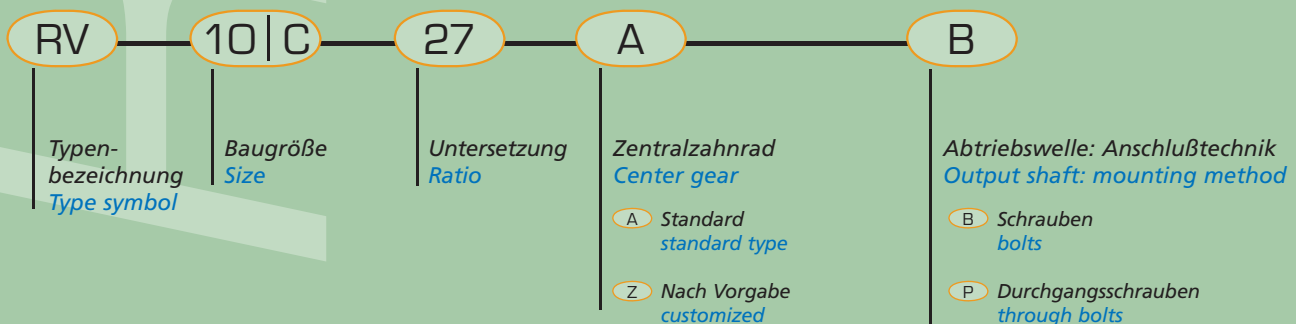 RV 10|C 27 A B
Typen-
bezeichnung
Type symbol
Baugröße
Size
Untersetzung
Ratio
Zentralzahnrad
Center gear
A Standard
standard type
Z Nach Vorgabe
customized
Abtriebswelle: Anschlußtechnik
Output shaft: mounting method
B Schrauben
bolts
P Durchgangsschrauben
through bolts